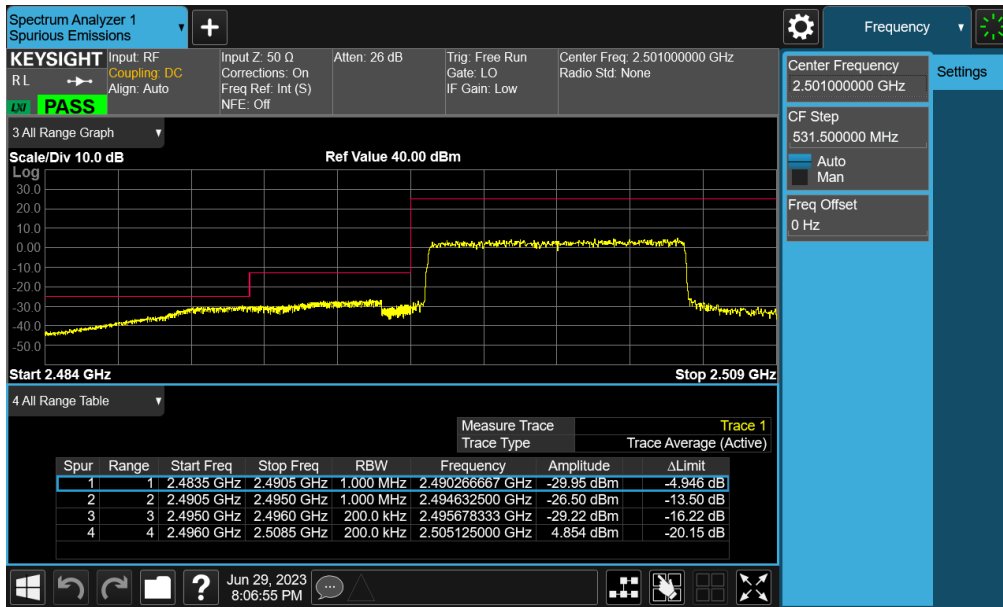 Spectrum Analyzer 1
Spurious Emissions
+
Frequency
KEYSIGHT
R L
LXI
PASS
Input: RF
Coupling: DC
Align: Auto
Input Z: 50 Ω
Corrections: On
Freq Ref: Int (S)
NFE: Off
Atten: 26 dB
Trig: Free Run
Gate: LO
IF Gain: Low
Center Freq: 2.501000000 GHz
Radio Std: None
3 All Range Graph
Scale/Div 10.0 dB
Ref Value 40.00 dBm
Log
30.0
20.0
10.0
0.00
-10.0
-20.0
-30.0
-40.0
-50.0
Start 2.484 GHz
Stop 2.509 GHz
4 All Range Table
Measure Trace Trace 1
Trace Type Trace Average (Active)
Spur Range Start Freq Stop Freq RBW Frequency Amplitude ΔLimit
1 1 2.4835 GHz 2.4905 GHz 1.000 MHz 2.490266667 GHz -29.95 dBm -4.946 dB
2 2 2.4905 GHz 2.4950 GHz 1.000 MHz 2.494632500 GHz -26.50 dBm -13.50 dB
3 3 2.4950 GHz 2.4960 GHz 200.0 kHz 2.495678333 GHz -29.22 dBm -16.22 dB
4 4 2.4960 GHz 2.5085 GHz 200.0 kHz 2.505125000 GHz 4.854 dBm -20.15 dB
?
Jun 29, 2023
8:06:55 PM
Center Frequency
2.501000000 GHz
Settings
CF Step
531.500000 MHz
Auto
Man
Freq Offset
0 Hz